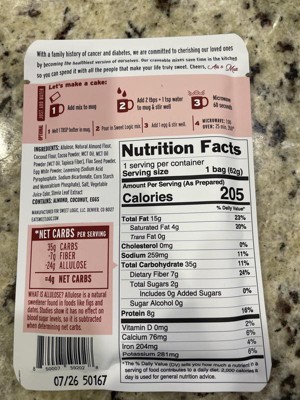 With a family history of cancer and diabetes, we are committed to cherishing our loved ones
by becoming the healthiest version of ourselves. Our craveable mixes save time in the kitchen
so you can spend it with all the people that make your life truly sweet. Cheers,
Let's make a cake:
1 Add mix to mug
2 Add 2 tbps + 1 tsp water
to mug & stir well
3 Microwave
60 seconds
OPTIONAL
1 Melt 1 TBSP butter in mug
2 Pour in Sweet Logic mix
3 Add 1 egg & stir well
4 MICROWAVE:
OVEN: 25 min,
INGREDIENTS: Allulose, Natural Almond Flour,
Coconut Flour, Cocoa Powder, MCT Oil, MCT Oil
Powder (MCT Oil, Tapioca Fiber), Flax Seed Powder,
Egg White Powder, Leavening (Sodium Acid
Pyrophosphate, Sodium Bicarbonate, Corn Starch
and Monocalcium Phosphate), Salt, Vegetable
Juice Color, Stevia Leaf Extract
CONTAINS: ALMOND, COCONUT, EGGS
MANUFACTURED FOR SWEET LOGIC, LLC, DENVER, CO
EATSWEETLOGIC.COM
*NET CARBS PER SERVING
35g CARBS
-7g FIBER
-24g ALLULOSE
=4g NET CARBS
WHAT IS ALLULOSE? Allulose is a natural
sweetener found in foods like figs and
dates. Studies show it has no effect on
blood sugar levels, so it is subtracted
when determining net carbs.
07/26 50167
Nutrition Facts
1 serving per container
Serving size 1 bag (62g)
Amount Per Serving (As Prepared)
Calories 205
% Daily Value*
Total Fat 15g 23%
Saturated Fat 4g 20%
Trans Fat 0g
Cholesterol 0mg 0%
Sodium 259mg 11%
Total Carbohydrate 35g 11%
Dietary Fiber 7g 24%
Total Sugars 2g
Includes 0g Added Sugars 0%
Sugar Alcohol 0g
Protein 8g 16%
Vitamin D 0mg 2%
Calcium 76mg 6%
Iron 204mg 4%
Potassium 281mg 6%
*The % Daily Value (DV) tells you how much a nutrient in a
serving of food contributes to a daily diet. 2,000 calories a
day is used for general nutrition advice.